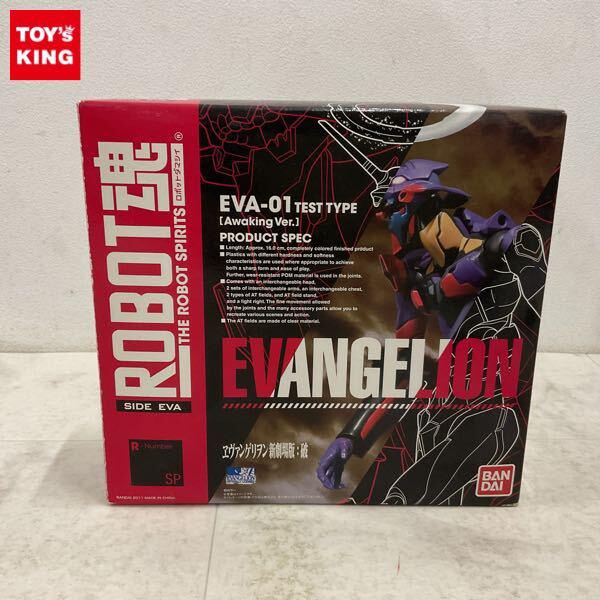 TOY'S
KING
ROBOT魂
ロボットダマシイ
®
THE ROBOT SPIRITS
SIDE EVA
R-Number
SP
BANDAI 2011 MADE IN CHINA
EVA-01 TEST TYPE
[Awaking Ver.]
PRODUCT SPEC
■Length: Approx. 16.0 cm, completely colored finished product
■Plastics with different hardness and softness
characteristics are used where appropriate to achieve
both a sharp form and ease of play.
Further, wear-resistant POM material is used in the joints.
■Comes with an interchangeable head,
2 sets of interchangeable arms, an interchangeable chest,
2 types of AT fields, and AT field stand,
and a light right. The fine movement allowed
by the joints and the many accessory parts allow you to
recreate various scenes and action.
■The AT fields are made of clear material.
EVANGELION
ヱヴァンゲリヲン新劇場版:破
EVANGELION
BAN
DAI